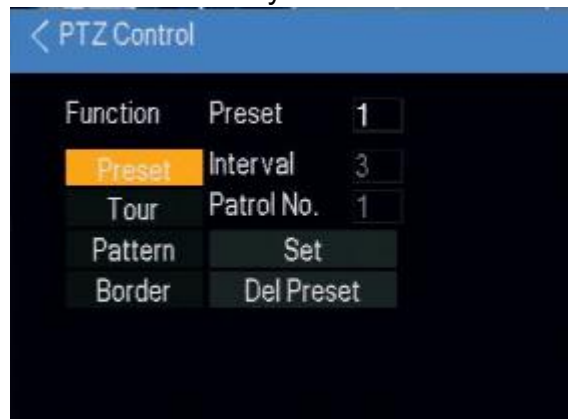 < PTZ Control
Function Preset 1
Preset Interval 3
Tour Patrol No. 1
Pattern Set
Border Del Preset